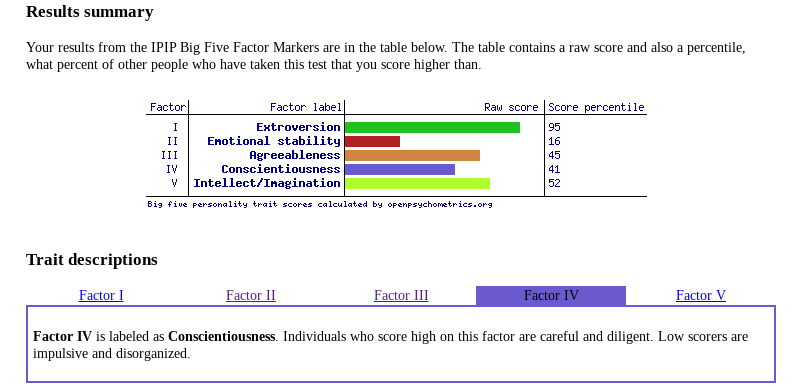 Results summary
Your results from the IPIP Big Five Factor Markers are in the table below. The table contains a raw score and also a percentile,
what percent of other people who have taken this test that you score higher than.
Factor Factor label Raw score Score percentile
I Extroversion 95
II Emotional stability 16
III Agreeableness 45
IV Conscientiousness 41
V Intellect/Imagination 52
Big five personality trait scores calculated by openpsychometrics.org
Trait descriptions
Factor I Factor II Factor III Factor IV Factor V
Factor IV is labeled as Conscientiousness. Individuals who score high on this factor are careful and diligent. Low scorers are
impulsive and disorganized.